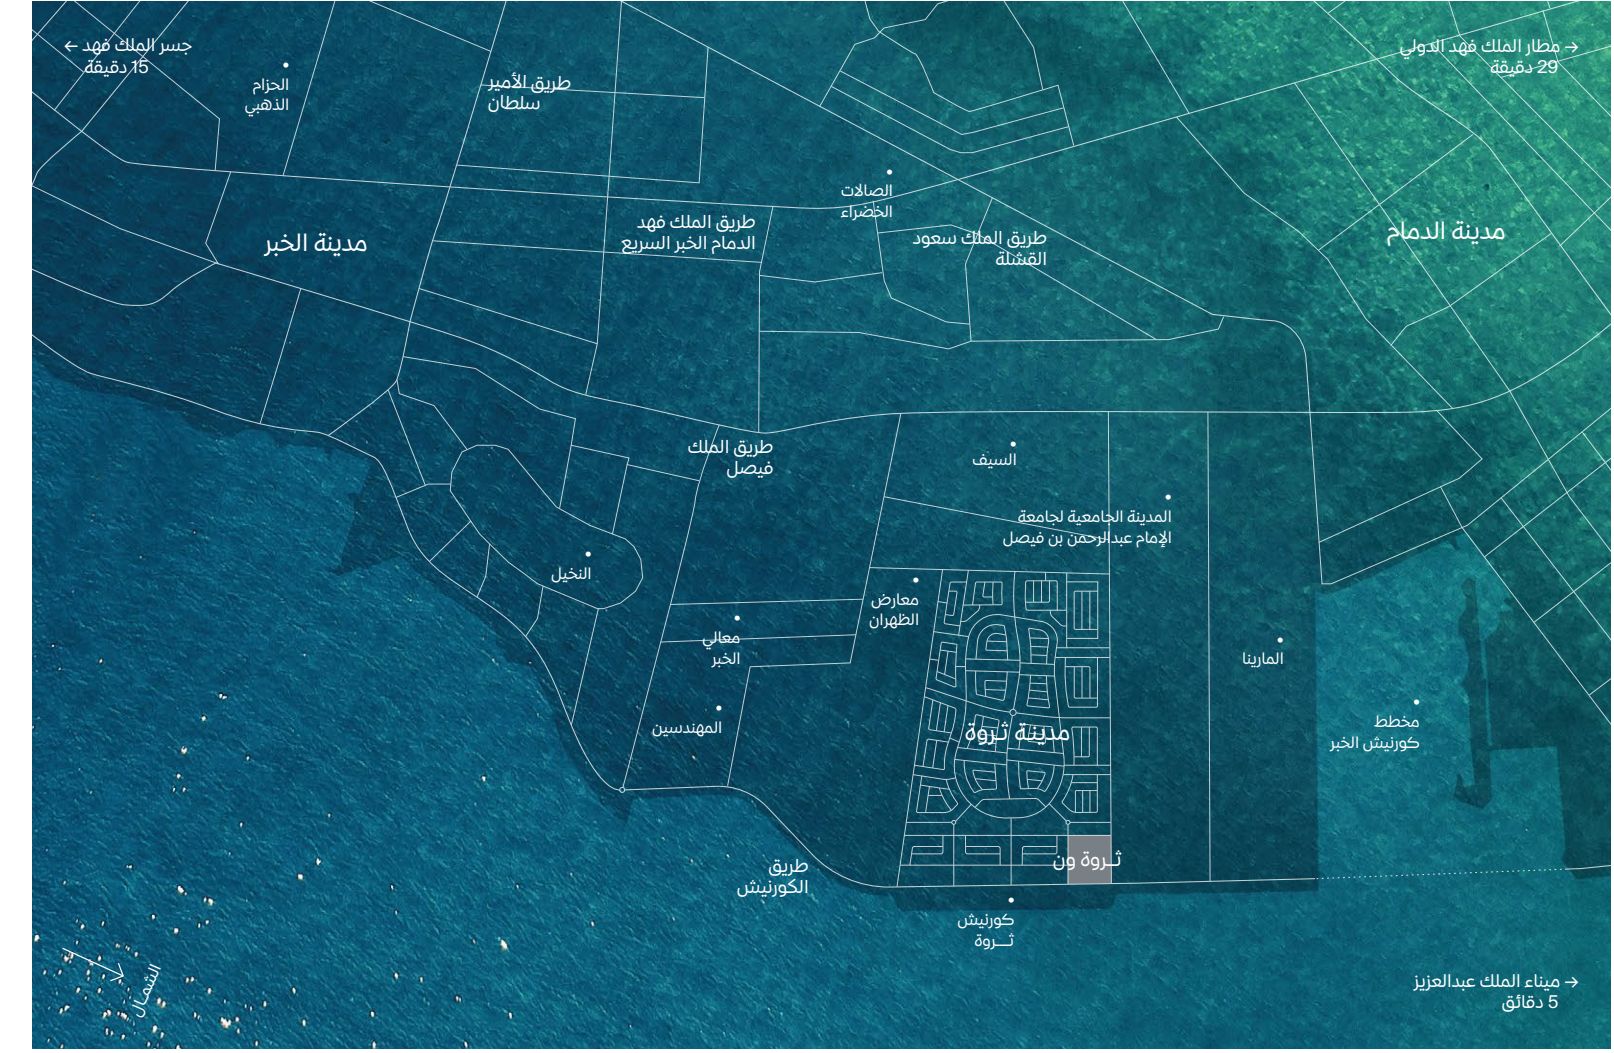 ← جسر الملك فهد
15 دقيقة
→ مطار الملك فهد الدولي
29 دقيقة
الحزام
الذهبي
طريق الأمير
سلطان
الصالات
الخضراء
طريق الملك فهد
الدمام الخبر السريع
طريق الملك سعود
القشلة
مدينة الدمام
مدينة الخبر
طريق الملك
فيصل
السيف
المدينة الجامعية لجامعة
الإمام عبدالرحمن بن فيصل
النخيل
معارض
الظهران
معالي
الخبر
المارينا
المهندسين
مخطط
كورنيش الخبر
مدينة ثروة
ثـروة ون
طريق
الكورنيش
كورنيش
ثـــروة
الشمال
→ ميناء الملك عبدالعزيز
5 دقائق